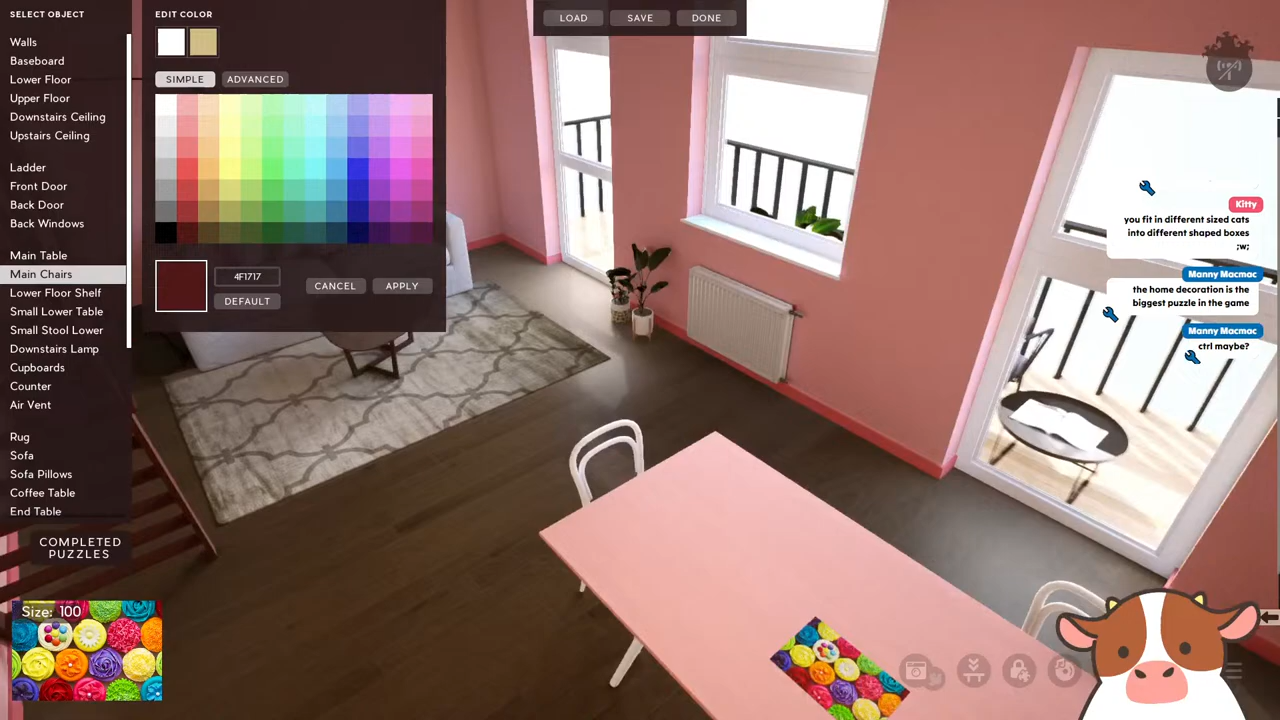 SELECT OBJECT
Walls
Baseboard
Lower Floor
Upper Floor
Downstairs Ceiling
Upstairs Ceiling
Ladder
Front Door
Back Door
Back Windows
Main Table
Main Chairs
Lower Floor Shelf
Small Lower Table
Small Stool Lower
Downstairs Lamp
Cupboards
Counter
Air Vent
Rug
Sofa
Sofa Pillows
Coffee Table
End Table
COMPLETED
PUZZLES
Size: 100
EDIT COLOR
SIMPLE
ADVANCED
4F1717
DEFAULT
CANCEL
APPLY
LOAD
SAVE
DONE
Kitty
you fit in different sized cats
into different shaped boxes
;w;
Manny Macmac
the home decoration is the
biggest puzzle in the game
Manny Macmac
ctrl maybe?